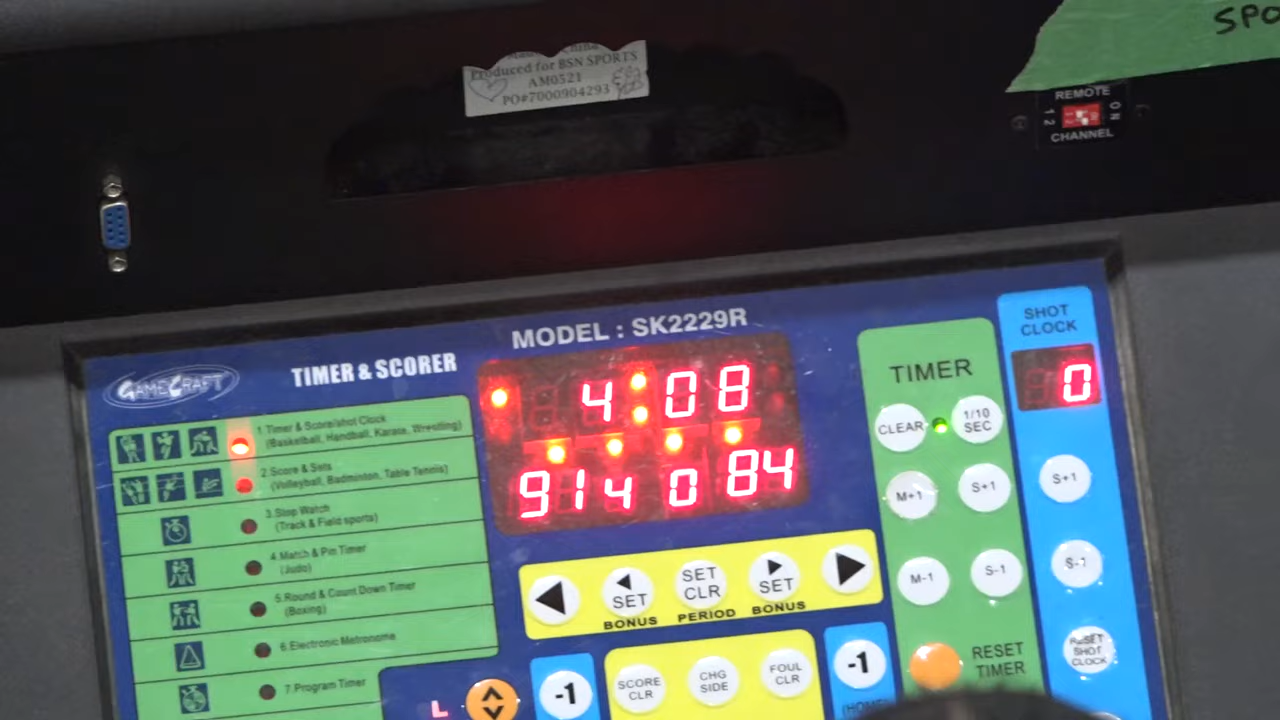 SPO
Produced for BSN SPORTS
AM0521
PO#7000904293
REMOTE
1 2
ON
CHANNEL
MODEL : SK2229R
GAMECRAFT
TIMER & SCORER
SHOT
CLOCK
0
4:08
91 4 0 84
1.Timer & Score/shot Clock
(Basketball, Handball, Karate, Wrestling)
2.Score & Sets
(Volleyball, Badminton, Table Tennis)
3.Stop Watch
(Track & Field sports)
4.Match & Pin Timer
(Judo)
5.Round & Count Down Timer
(Boxing)
6.Electronic Metronome
7.Program Timer
TIMER
CLEAR
1/10
SEC
M+1
S+1
M-1
S-1
RESET
TIMER
S+1
S-1
RESET
SHOT
CLOCK
SET
SET
CLR
SET
BONUS
PERIOD
BONUS
L
-1
SCORE
CLR
CHG
SIDE
FOUL
CLR
-1
(HOME)